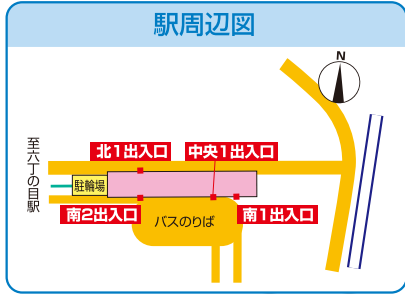 駅周辺図
N
北1出入口
中央1出入口
至六丁の目駅
駐輪場
南2出入口
バスのりば
南1出入口